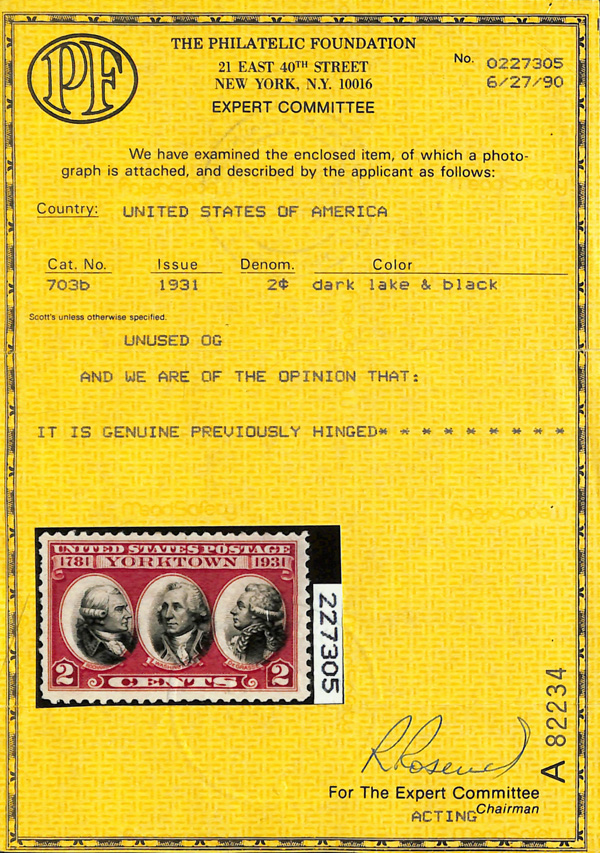 PF
THE PHILATELIC FOUNDATION
21 EAST 40TH STREET
NEW YORK, N.Y. 10016
EXPERT COMMITTEE
No. 0227305
6/27/90
We have examined the enclosed item, of which a photo-
graph is attached, and described by the applicant as follows:
Country: UNITED STATES OF AMERICA
Cat. No. Issue Denom. Color
703b 1931 2¢ dark lake & black
Scott's unless otherwise specified.
UNUSED OG
AND WE ARE OF THE OPINION THAT:
IT IS GENUINE PREVIOUSLY HINGED* * * * * * * * *
UNITED STATES POSTAGE
1781 YORKTOWN 1931
2 CENTS 2
227305
A 82234
For The Expert Committee
ACTING Chairman